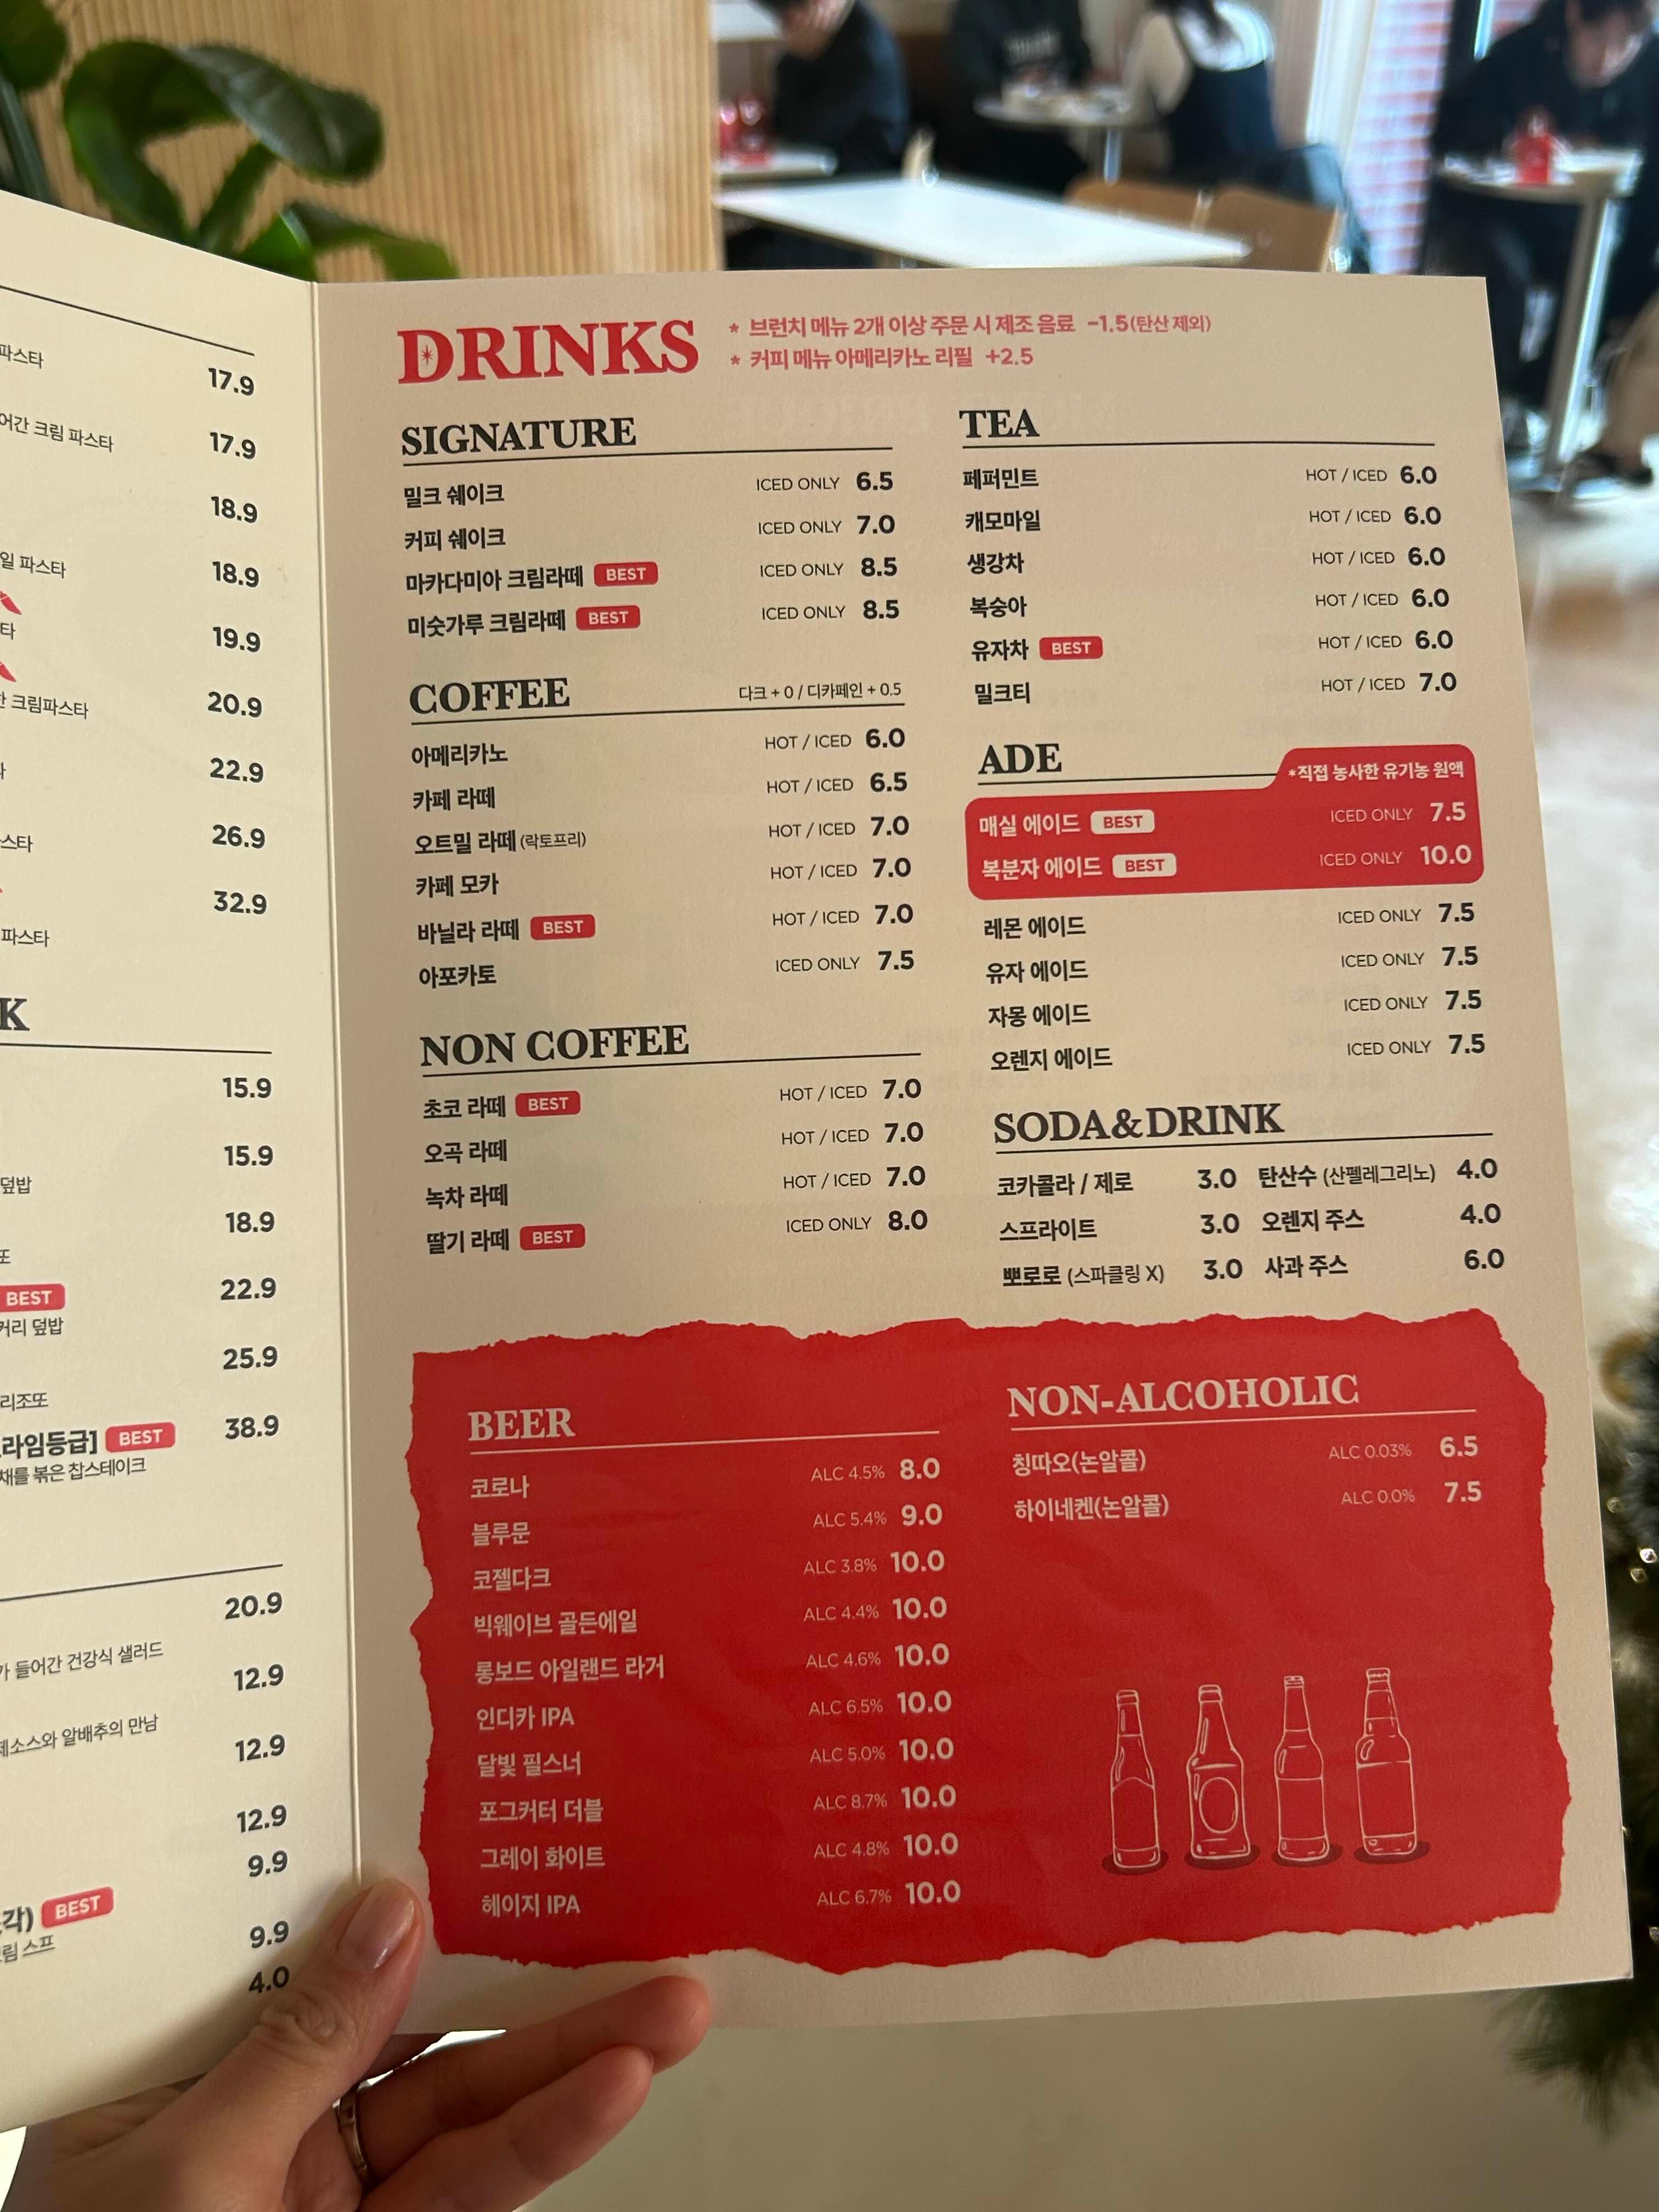 파스타
17.9
어간 크림 파스타
17.9
18.9
일 파스타
18.9
타
19.9
한 크림파스타
20.9
22.9
스타
26.9
32.9
파스타
K
15.9
15.9
덮밥
18.9
또
22.9
BEST
커리 덮밥
25.9
리조또
38.9
라임등급] BEST
채를 볶은 찹스테이크
20.9
가 들어간 건강식 샐러드
12.9
제소스와 알배추의 만남
12.9
12.9
9.9
각) BEST
9.9
림 스프
4.0
DRINKS
* 브런치 메뉴 2개 이상 주문 시 제조 음료 -1.5(탄산 제외)
* 커피 메뉴 아메리카노 리필 +2.5
SIGNATURE
밀크 쉐이크 ICED ONLY 6.5
커피 쉐이크 ICED ONLY 7.0
마카다미아 크림라떼 BEST ICED ONLY 8.5
미숫가루 크림라떼 BEST ICED ONLY 8.5
COFFEE 다크 + 0 / 디카페인 + 0.5
아메리카노 HOT / ICED 6.0
카페 라떼 HOT / ICED 6.5
오트밀 라떼 (락토프리) HOT / ICED 7.0
카페 모카 HOT / ICED 7.0
바닐라 라떼 BEST HOT / ICED 7.0
아포카토 ICED ONLY 7.5
NON COFFEE
초코 라떼 BEST HOT / ICED 7.0
오곡 라떼 HOT / ICED 7.0
녹차 라떼 HOT / ICED 7.0
딸기 라떼 BEST ICED ONLY 8.0
TEA
페퍼민트 HOT / ICED 6.0
캐모마일 HOT / ICED 6.0
생강차 HOT / ICED 6.0
복숭아 HOT / ICED 6.0
유자차 BEST HOT / ICED 6.0
밀크티 HOT / ICED 7.0
ADE *직접 농사한 유기농 원액
매실 에이드 BEST ICED ONLY 7.5
복분자 에이드 BEST ICED ONLY 10.0
레몬 에이드 ICED ONLY 7.5
유자 에이드 ICED ONLY 7.5
자몽 에이드 ICED ONLY 7.5
오렌지 에이드 ICED ONLY 7.5
SODA&DRINK
코카콜라 / 제로 3.0 탄산수 (산펠레그리노) 4.0
스프라이트 3.0 오렌지 주스 4.0
뽀로로 (스파클링 X) 3.0 사과 주스 6.0
BEER
코로나 ALC 4.5% 8.0
블루문 ALC 5.4% 9.0
코젤다크 ALC 3.8% 10.0
빅웨이브 골든에일 ALC 4.4% 10.0
롱보드 아일랜드 라거 ALC 4.6% 10.0
인디카 IPA ALC 6.5% 10.0
달빛 필스너 ALC 5.0% 10.0
포그커터 더블 ALC 8.7% 10.0
그레이 화이트 ALC 4.8% 10.0
헤이지 IPA ALC 6.7% 10.0
NON-ALCOHOLIC
칭따오(논알콜) ALC 0.03% 6.5
하이네켄(논알콜) ALC 0.0% 7.5